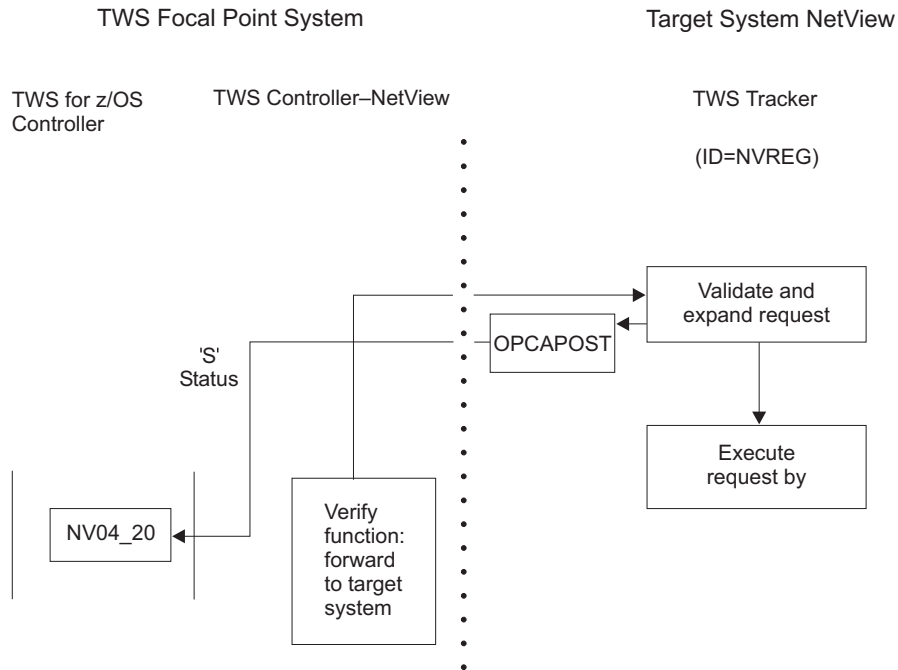 TWS Focal Point System
Target System NetView
TWS for z/OS
Controller
TWS Controller–NetView
TWS Tracker
(ID=NVREG)
Validate and
expand request
OPCAPOST
'S'
Status
Execute
request by
NV04_20
Verify
function:
forward
to target
system